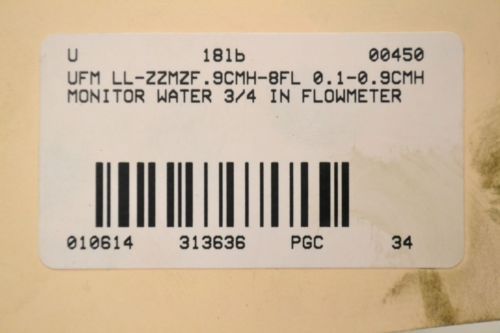 U 18lb 00450
UFM LL-ZZMZF.9CMH-8FL 0.1-0.9CMH
MONITOR WATER 3/4 IN FLOWMETER
010614 313636 PGC 34